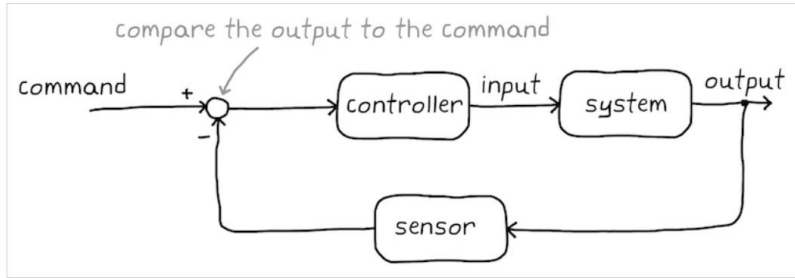 compare the output to the command
command
+
controller
input
system
output
-
sensor